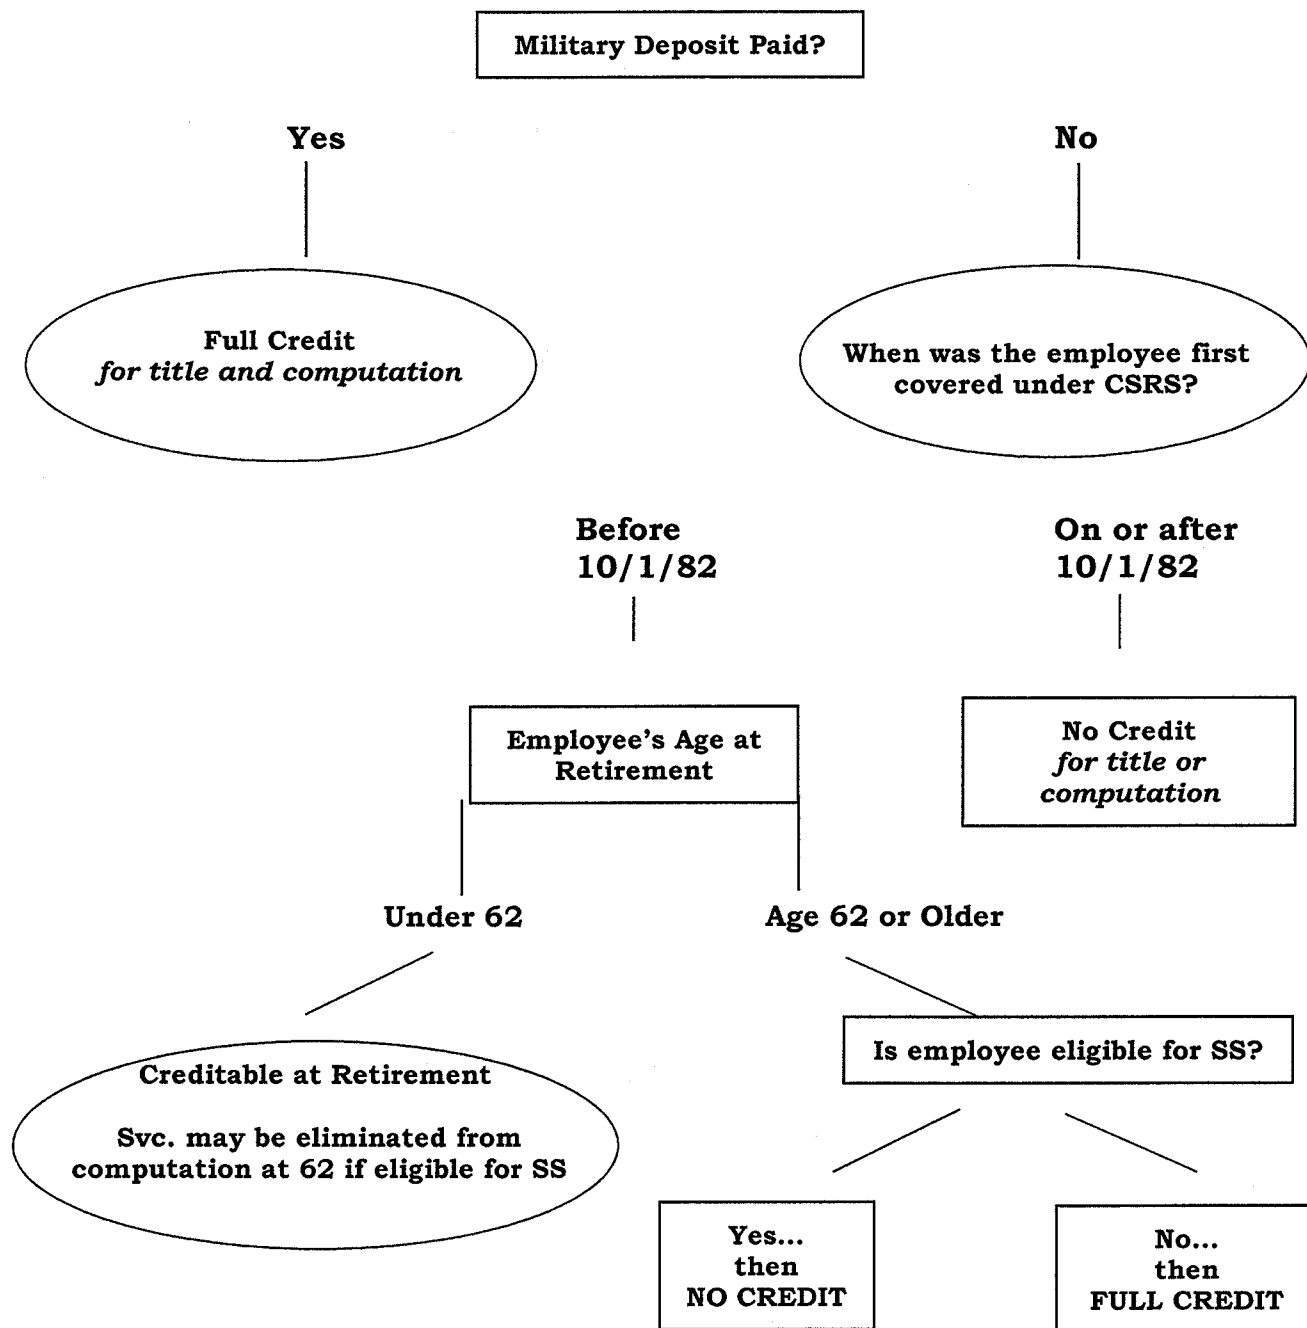 Military Deposit Paid?
Yes
No
Full Credit
for title and computation
When was the employee first
covered under CSRS?
Before
10/1/82
On or after
10/1/82
Employee's Age at
Retirement
No Credit
for title or
computation
Under 62
Age 62 or Older
Creditable at Retirement
Svc. may be eliminated from
computation at 62 if eligible for SS
Is employee eligible for SS?
Yes...
then
NO CREDIT
No...
then
FULL CREDIT